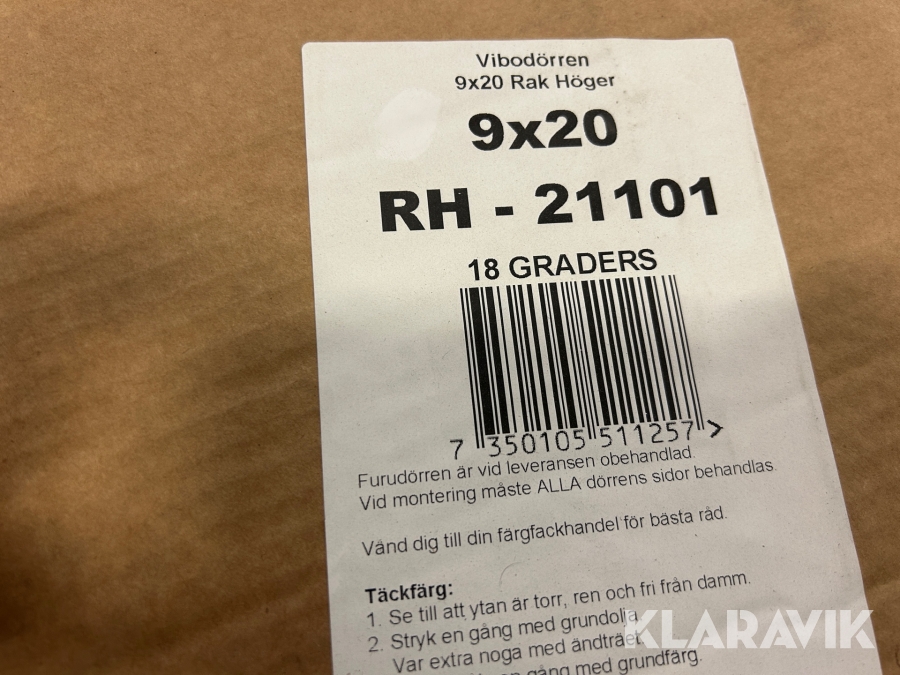 Vibodörren
9x20 Rak Höger
9x20
RH - 21101
18 GRADERS
7 350105 511257 >
Furudörren är vid leveransen obehandlad.
Vid montering måste ALLA dörrens sidor behandlas.
Vänd dig till din färgfackhandel för bästa råd.
Täckfärg:
1. Se till att ytan är torr, ren och fri från damm.
2. Stryk en gång med grundolja.
Var extra noga med ändträet.
en gång med grundfärg.
KLARAVIK